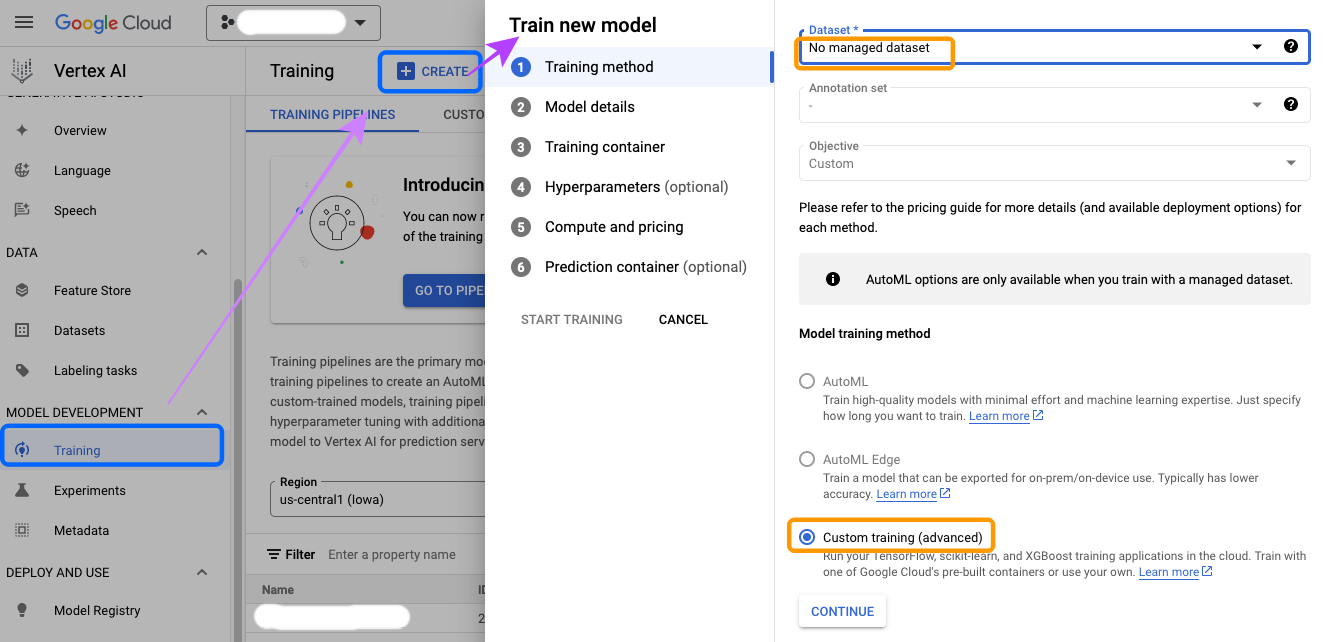 Google Cloud
Vertex AI
Overview
Language
Speech
DATA
Feature Store
Datasets
Labeling tasks
MODEL DEVELOPMENT
Training
Experiments
Metadata
DEPLOY AND USE
Model Registry
Training
CREATE
TRAINING PIPELINES
CUSTO
Introducin
You can now r
of the training
GO TO PIPE
Training pipelines are the primary mo
training pipelines to create an AutoML
custom-trained models, training pipeli
hyperparameter tuning with additiona
model to Vertex AI for prediction serv
Region
us-central1 (Iowa)
Filter Enter a property name
Name ID
2
Train new model
1 Training method
2 Model details
3 Training container
4 Hyperparameters (optional)
5 Compute and pricing
6 Prediction container (optional)
START TRAINING CANCEL
Dataset *
No managed dataset
Annotation set
-
Objective
Custom
Please refer to the pricing guide for more details (and available deployment options) for
each method.
AutoML options are only available when you train with a managed dataset.
Model training method
AutoML
Train high-quality models with minimal effort and machine learning expertise. Just specify
how long you want to train. Learn more
AutoML Edge
Train a model that can be exported for on-prem/on-device use. Typically has lower
accuracy. Learn more
Custom training (advanced)
Run your TensorFlow, scikit-learn, and XGBoost training applications in the cloud. Train with
one of Google Cloud's pre-built containers or use your own. Learn more
CONTINUE